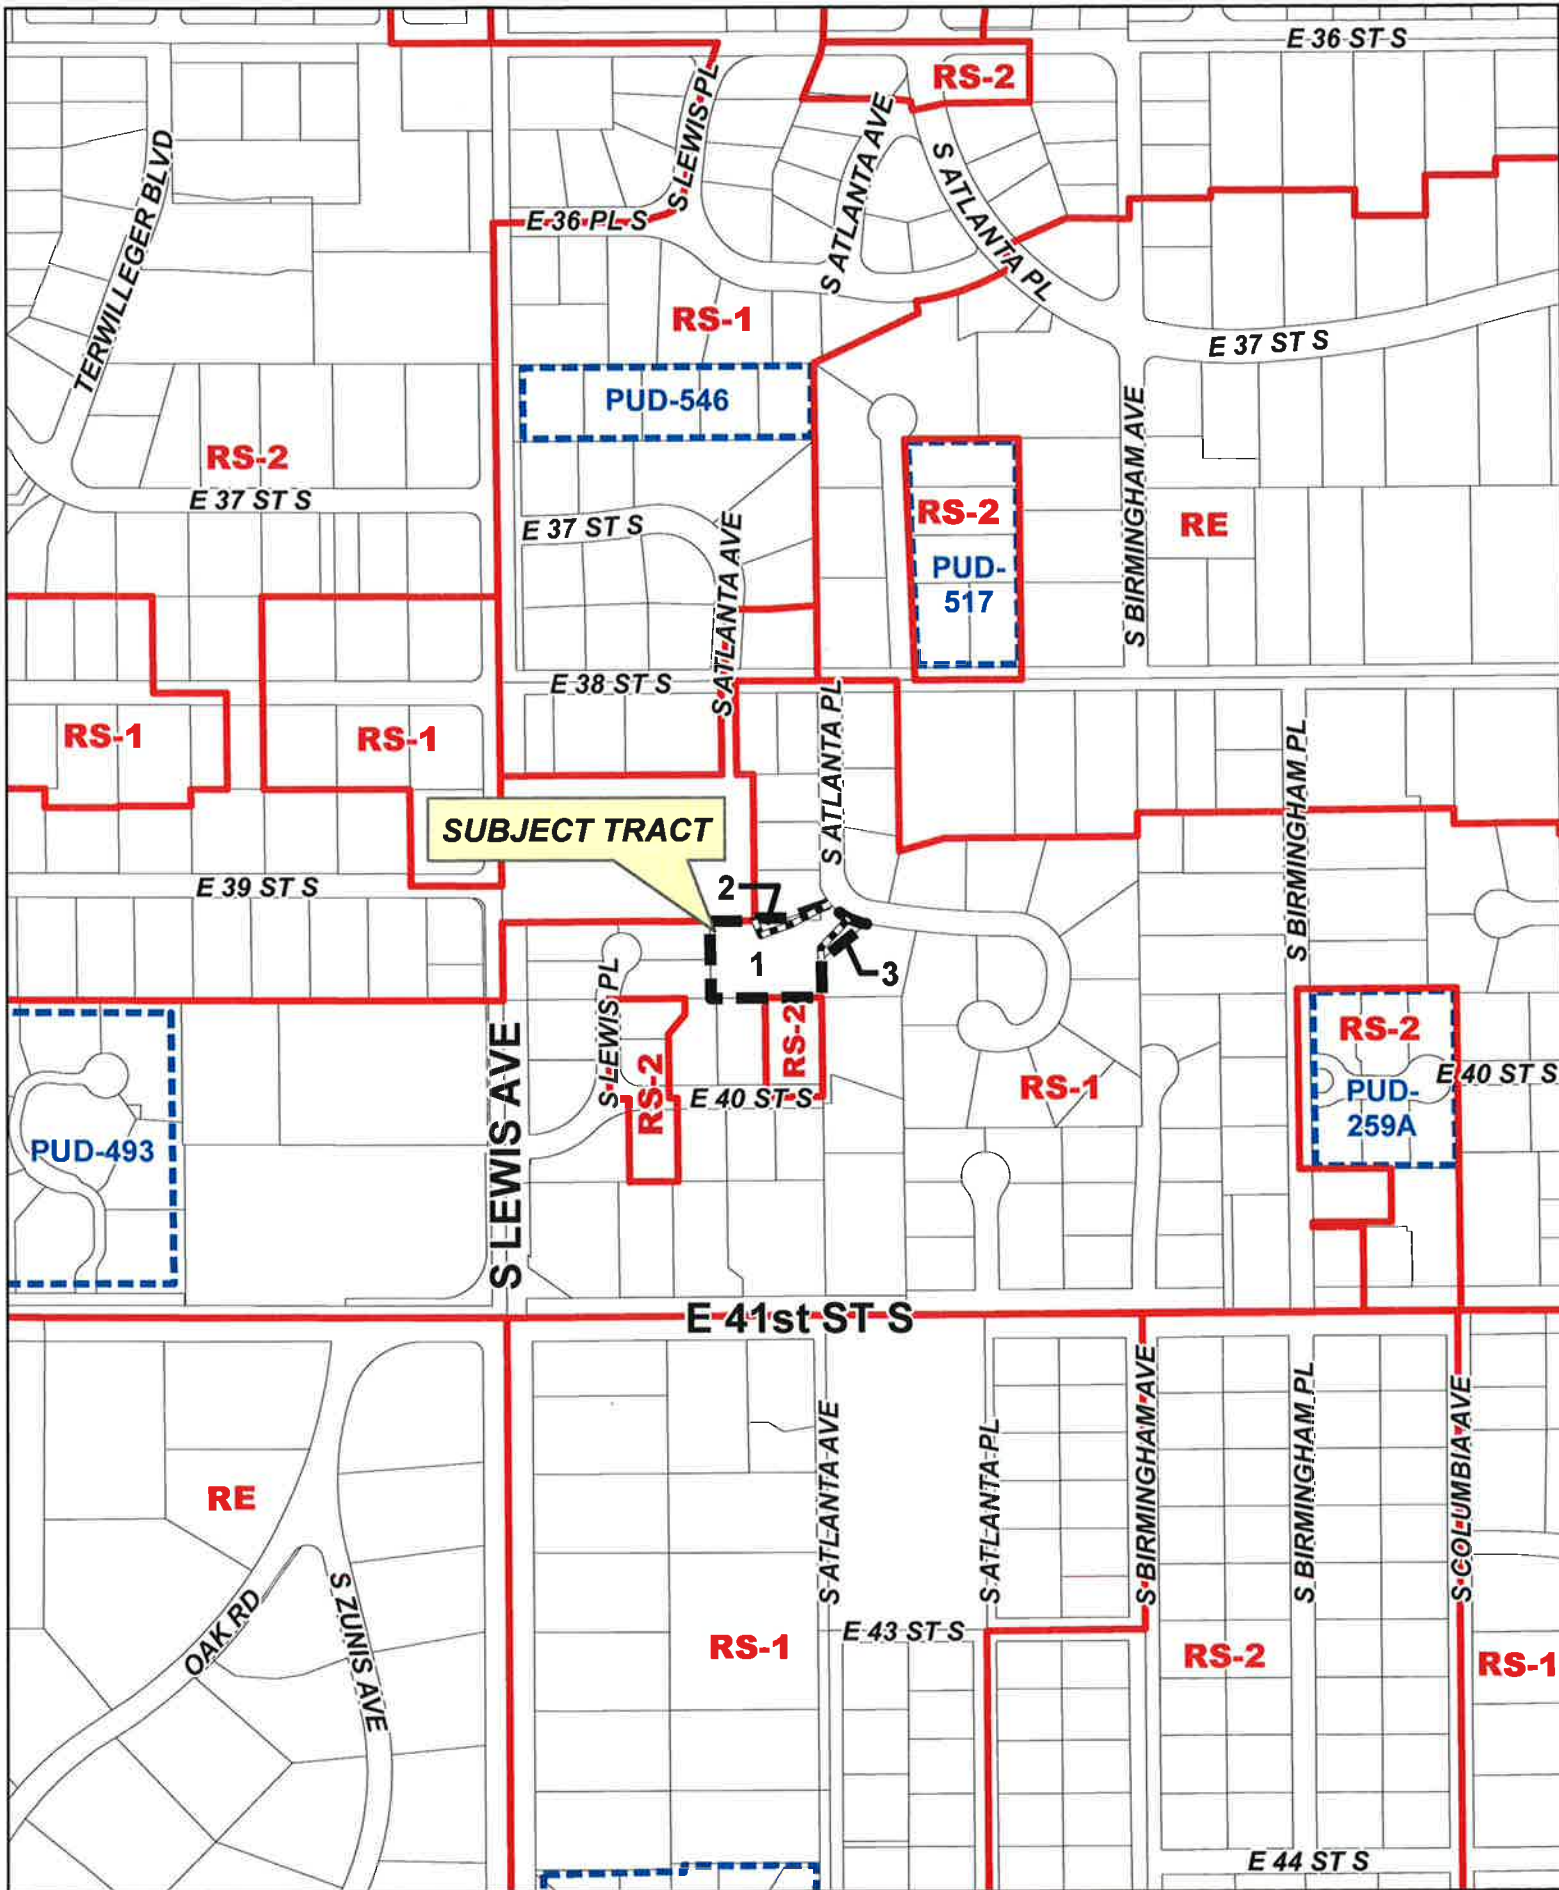 E 36 ST S
RS-2
S LEWIS PL
S ATLANTA AVE
S ATLANTA PL
TERWILLEGER BLVD
E 36 PL S
RS-1
E 37 ST S
PUD-546
S BIRMINGHAM AVE
RS-2
E 37 ST S
RS-2
PUD-
517
RE
E 37 ST S
S ATLANTA AVE
E 38 ST S
RS-1
RS-1
S ATLANTA PL
S BIRMINGHAM PL
SUBJECT TRACT
E 39 ST S
2
1
3
S LEWIS PL
RS-2
RS-2
E 40 ST S
RS-1
RS-2
PUD-
259A
E 40 ST S
PUD-493
S LEWIS AVE
E 41st ST S
RE
OAK RD
S ZUNIS AVE
S ATLANTA AVE
S ATLANTA PL
S BIRMINGHAM AVE
S BIRMINGHAM PL
S COLUMBIA AVE
E 43 ST S
RS-1
RS-2
RS-1
E 44 ST S